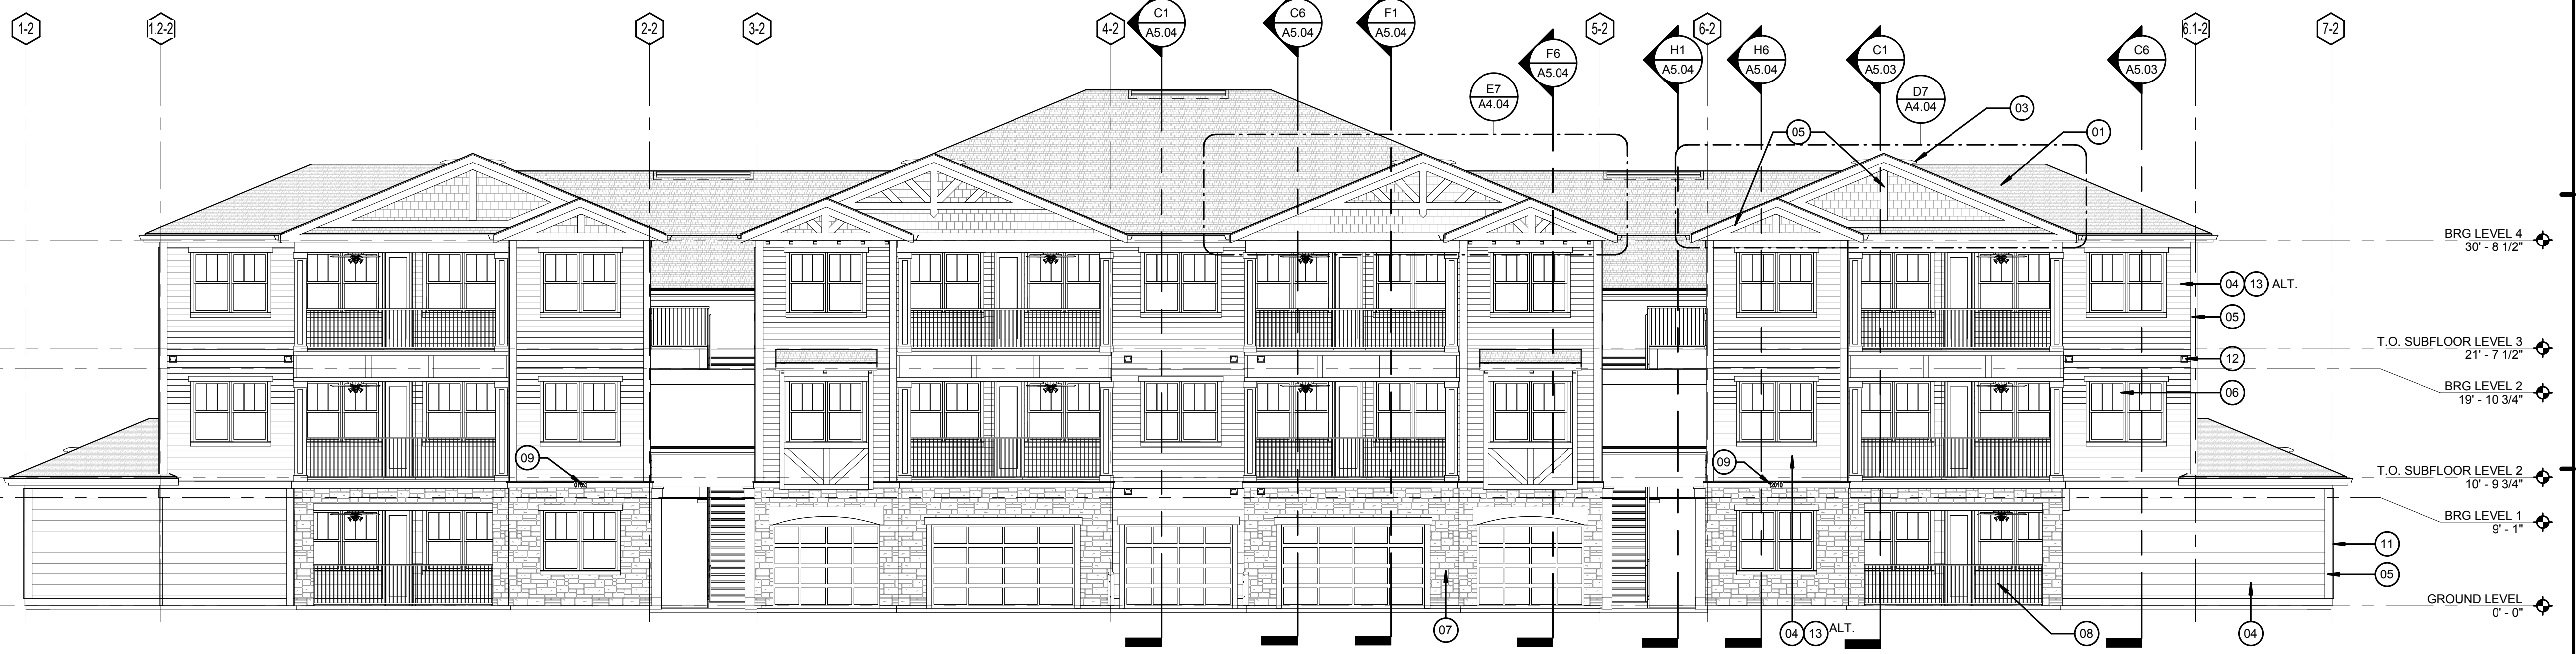 1-2
1.2-2
2-2
3-2
4-2
C1
A5.04
C6
A5.04
F1
A5.04
F6
A5.04
5-2
H1
A5.04
6-2
H6
A5.04
C1
A5.03
C6
A5.03
6.1-2
7-2
E7
A4.04
D7
A4.04
03
05
01
BRG LEVEL 4
30' - 8 1/2"
04 13 ALT.
05
T.O. SUBFLOOR LEVEL 3
21' - 7 1/2"
12
BRG LEVEL 2
19' - 10 3/4"
06
09
09
T.O. SUBFLOOR LEVEL 2
10' - 9 3/4"
BRG LEVEL 1
9' - 1"
11
05
GROUND LEVEL
0' - 0"
07
04 13 ALT.
08
04